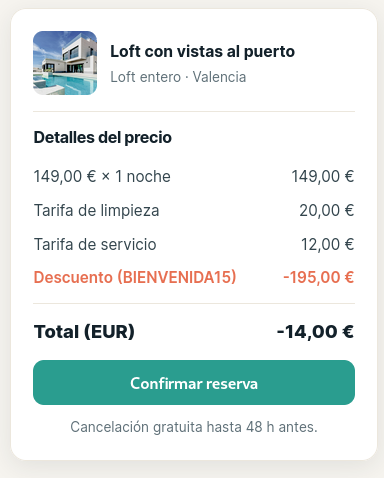 Loft con vistas al puerto
Loft entero · Valencia
Detalles del precio
149,00 € × 1 noche 149,00 €
Tarifa de limpieza 20,00 €
Tarifa de servicio 12,00 €
Descuento (BIENVENIDA15) -195,00 €
Total (EUR) -14,00 €
Confirmar reserva
Cancelación gratuita hasta 48 h antes.